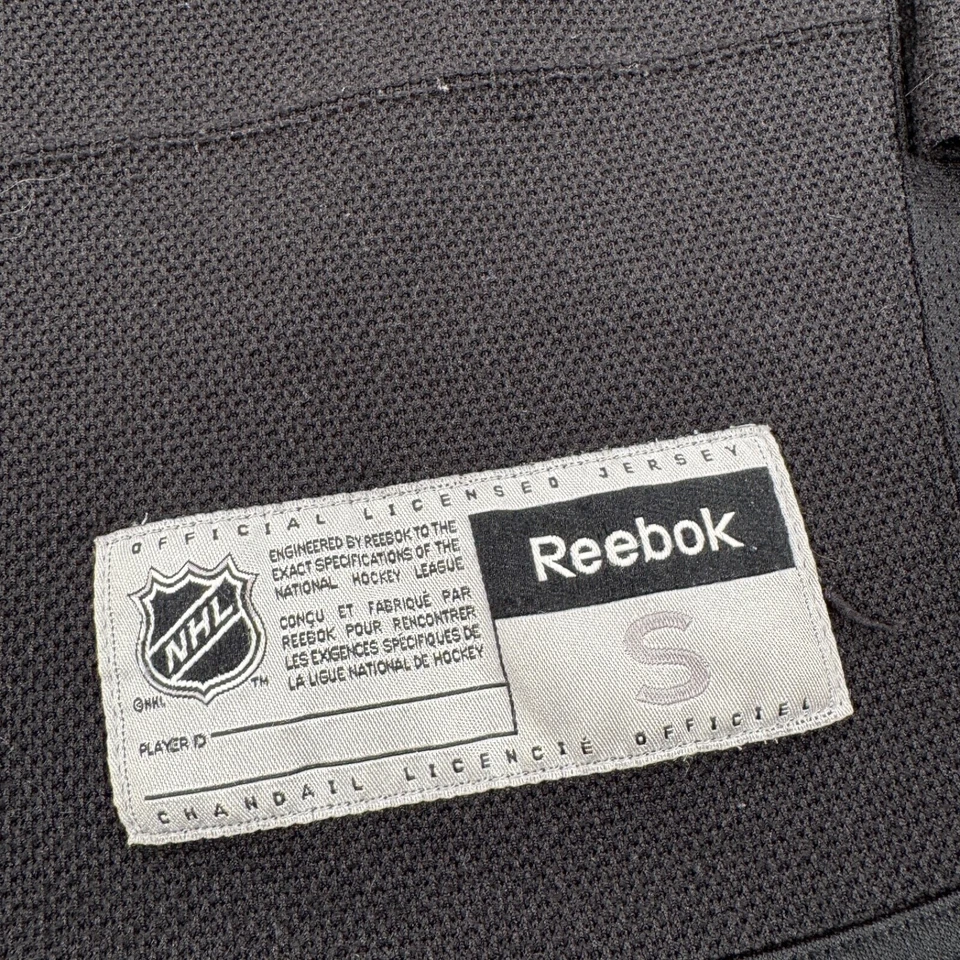 OFFICIAL LICENSED JERSEY
NHL
TM
©NHL
ENGINEERED BY REEBOK TO THE
EXACT SPECIFICATIONS OF THE
NATIONAL HOCKEY LEAGUE
CONÇU ET FABRIQUÉ PAR
REEBOK POUR RENCONTRER
LES EXIGENCES SPÉCIFIQUES DE
LA LIGUE NATIONAL DE HOCKEY
Reebok
S
PLAYER ID
CHANDAIL LICENCIÉ OFFICIEL